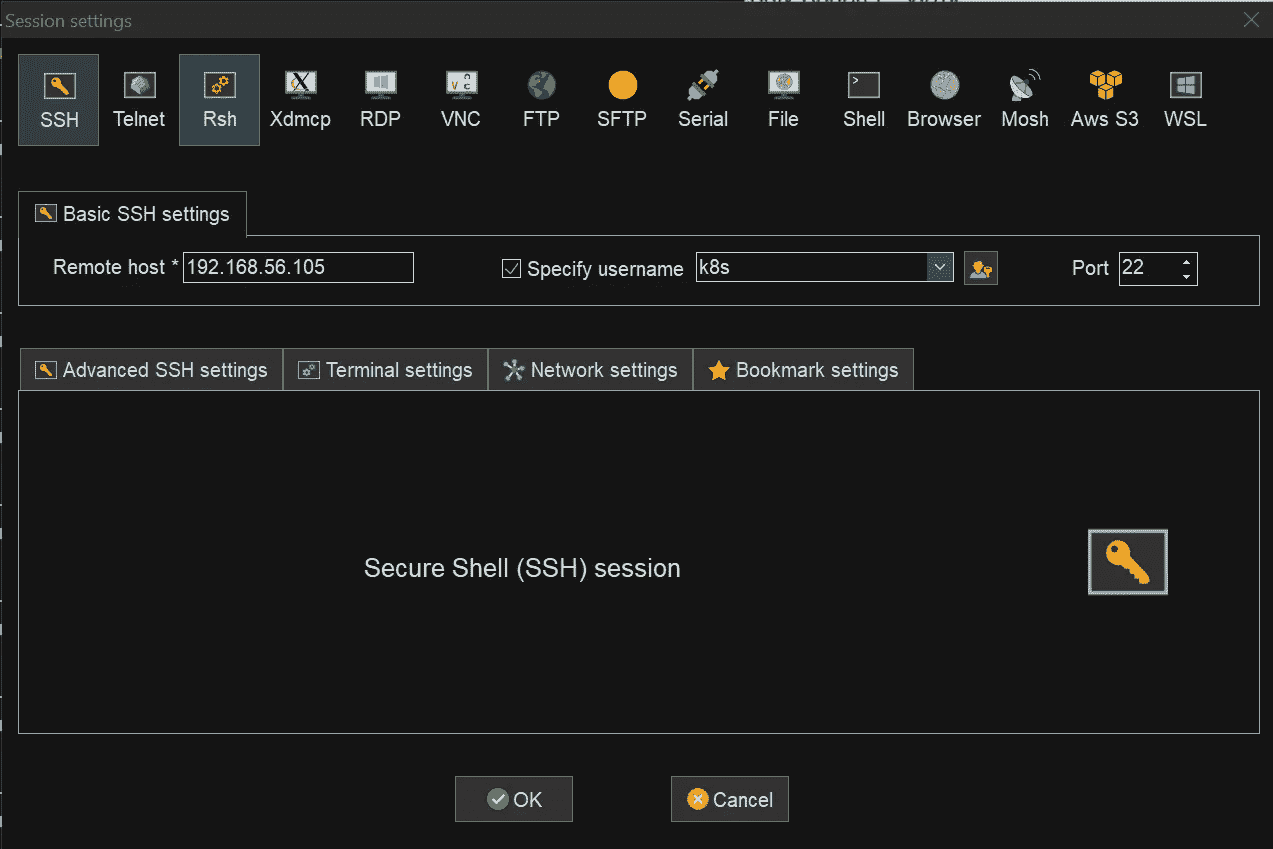 Session settings
SSH Telnet Rsh Xdmcp RDP VNC FTP SFTP Serial File Shell Browser Mosh Aws S3 WSL
Basic SSH settings
Remote host * 192.168.56.105 Specify username k8s Port 22
Advanced SSH settings Terminal settings Network settings Bookmark settings
Secure Shell (SSH) session
OK Cancel